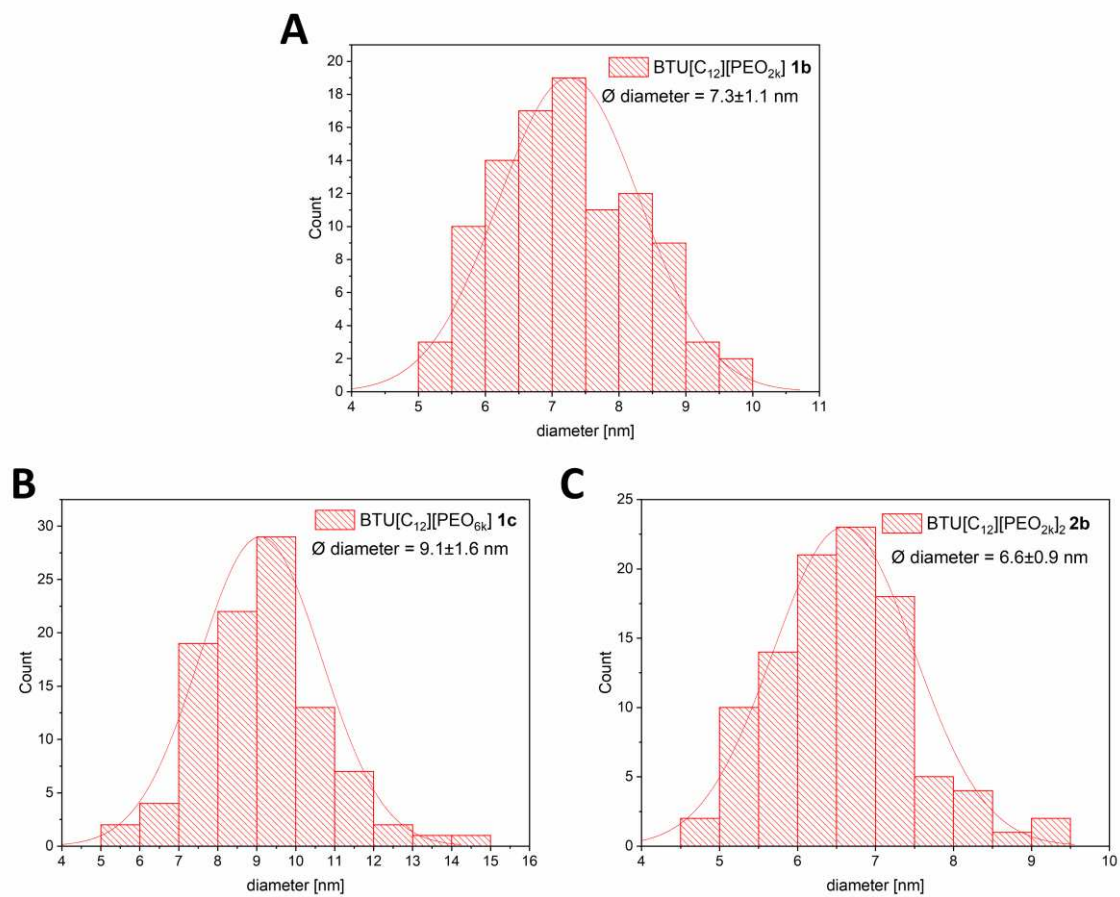 A
BTU[C₁₂][PEO₂ₖ] 1b
Ø diameter = 7.3±1.1 nm
20
18
16
14
12
10
8
6
4
2
0
Count
4 5 6 7 8 9 10 11
diameter [nm]
B
BTU[C₁₂][PEO₆ₖ] 1c
Ø diameter = 9.1±1.6 nm
30
25
20
15
10
5
0
Count
4 5 6 7 8 9 10 11 12 13 14 15 16
diameter [nm]
C
BTU[C₁₂][PEO₂ₖ]₂ 2b
Ø diameter = 6.6±0.9 nm
25
20
15
10
5
0
Count
4 5 6 7 8 9 10
diameter [nm]